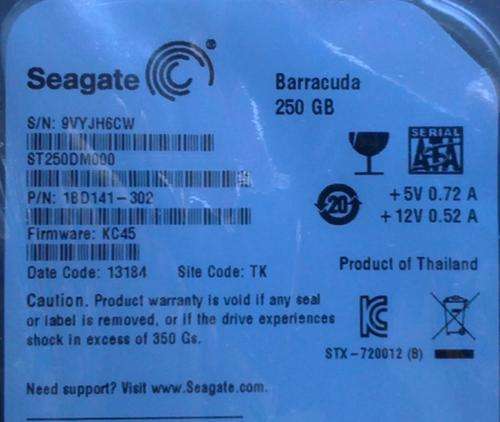 Seagate
Barracuda
250 GB
S/N: 9VYJH6CW
ST250DM000
P/N: 1BD141-302
Firmware: KC45
Date Code: 13184 Site Code: TK
SERIAL
ATA
20
+5V 0.72 A
+12V 0.52 A
Product of Thailand
Caution. Product warranty is void if any seal
or label is removed, or if the drive experiences
shock in excess of 350 Gs.
STX-720012 (B)
Need support? Visit www.Seagate.com.